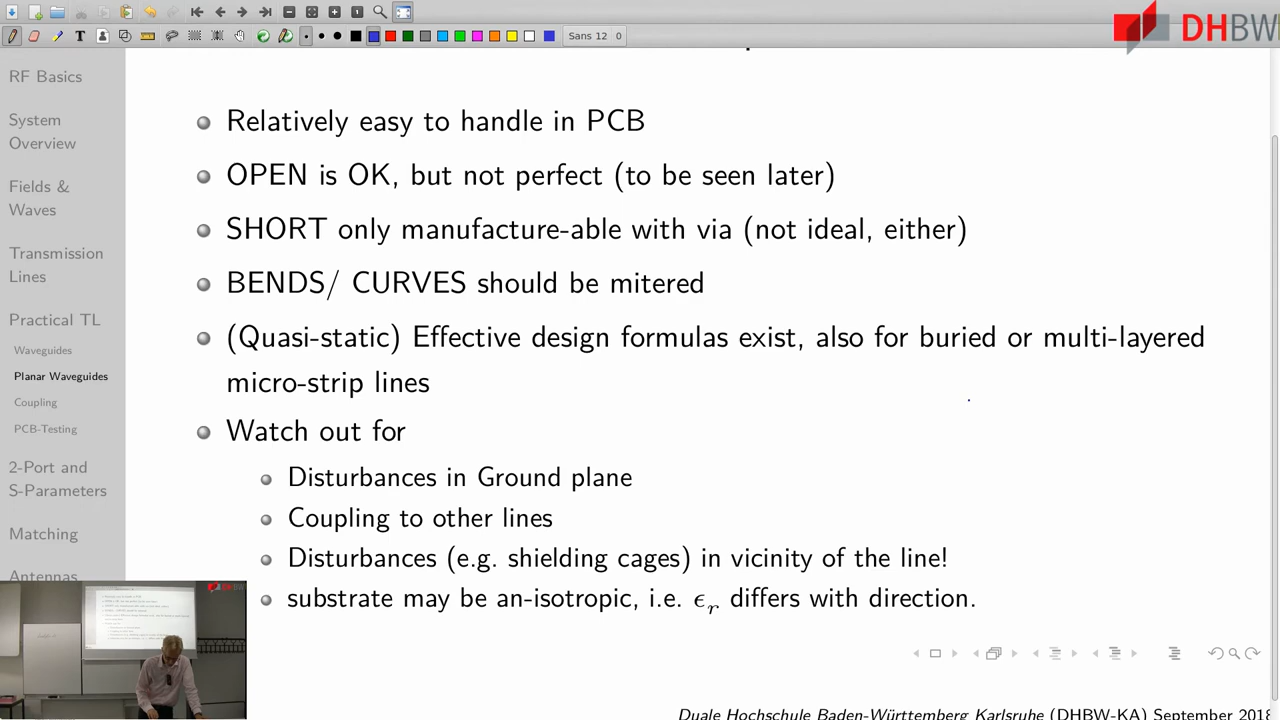 Sans 12 0
DHBW
RF Basics
System
Overview
Fields &
Waves
Transmission
Lines
Practical TL
Waveguides
Planar Waveguides
Coupling
PCB-Testing
2-Port and
S-Parameters
Matching
Antennas
Relatively easy to handle in PCB
OPEN is OK, but not perfect (to be seen later)
SHORT only manufacture-able with via (not ideal, either)
BENDS/ CURVES should be mitered
(Quasi-static) Effective design formulas exist, also for buried or multi-layered
micro-strip lines
Watch out for
Disturbances in Ground plane
Coupling to other lines
Disturbances (e.g. shielding cages) in vicinity of the line!
substrate may be an-isotropic, i.e. ϵr differs with direction.
Duale Hochschule Baden-Württemberg Karlsruhe (DHBW-KA) September 2018